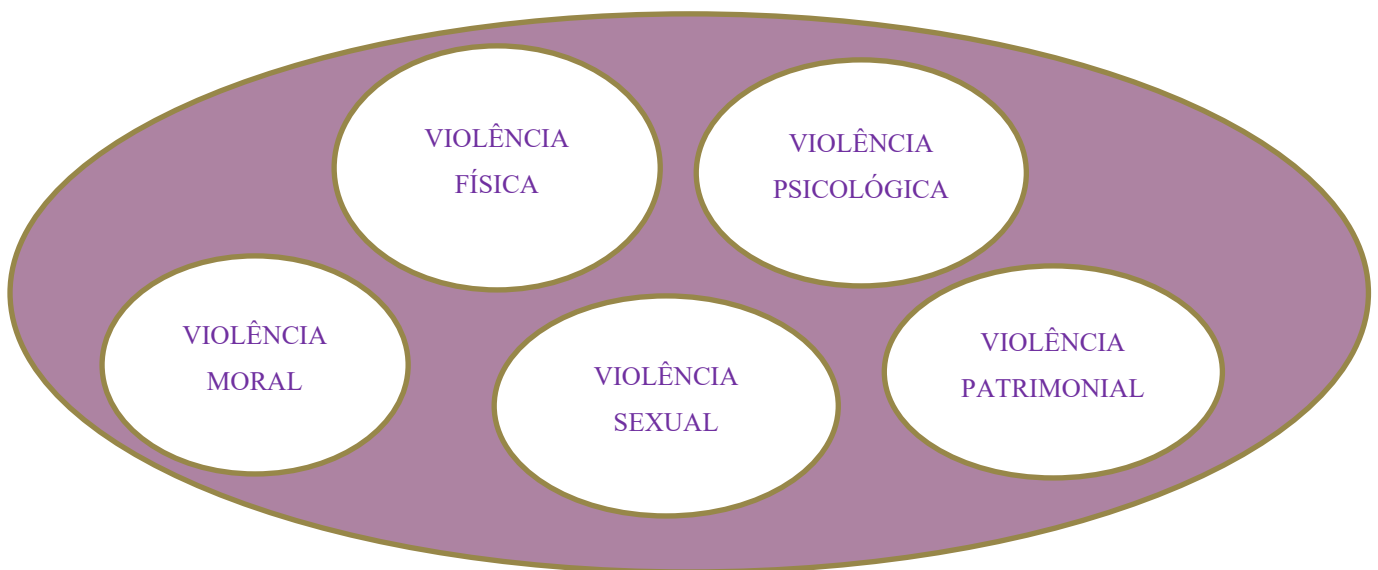 VIOLÊNCIA
FÍSICA
VIOLÊNCIA
PSICOLÓGICA
VIOLÊNCIA
MORAL
VIOLÊNCIA
SEXUAL
VIOLÊNCIA
PATRIMONIAL